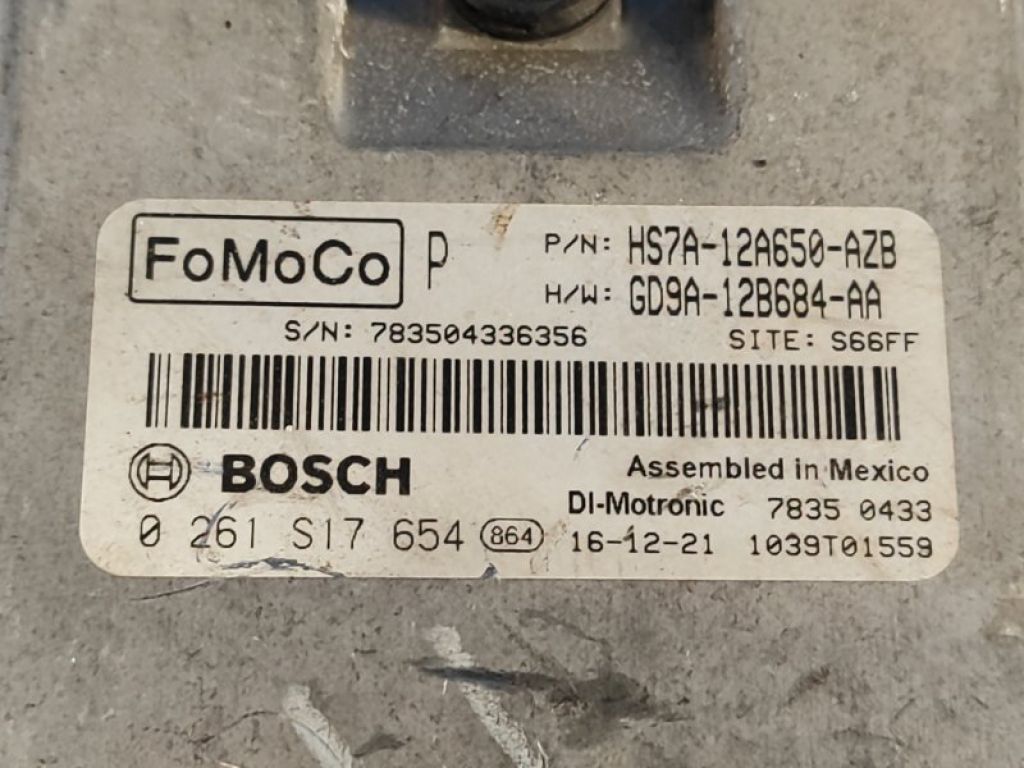 FoMoCo P P/N: HS7A-12A650-AZB
H/W: GD9A-12B684-AA
S/N: 783504336356 SITE: S66FF
BOSCH Assembled in Mexico
DI-Motronic 7835 0433
0 261 S17 654 864 16-12-21 1039T01559